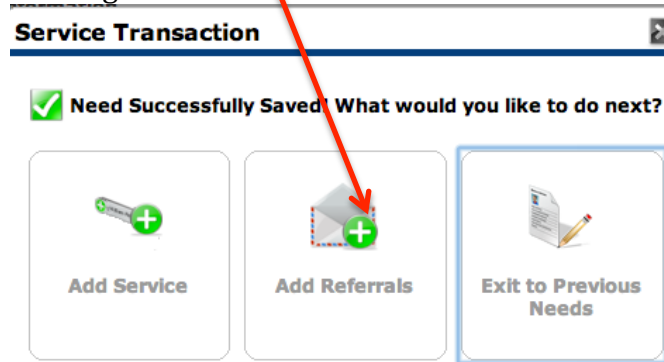 Service Transaction
Need Successfully Saved! What would you like to do next?
Add Service
Add Referrals
Exit to Previous
Needs